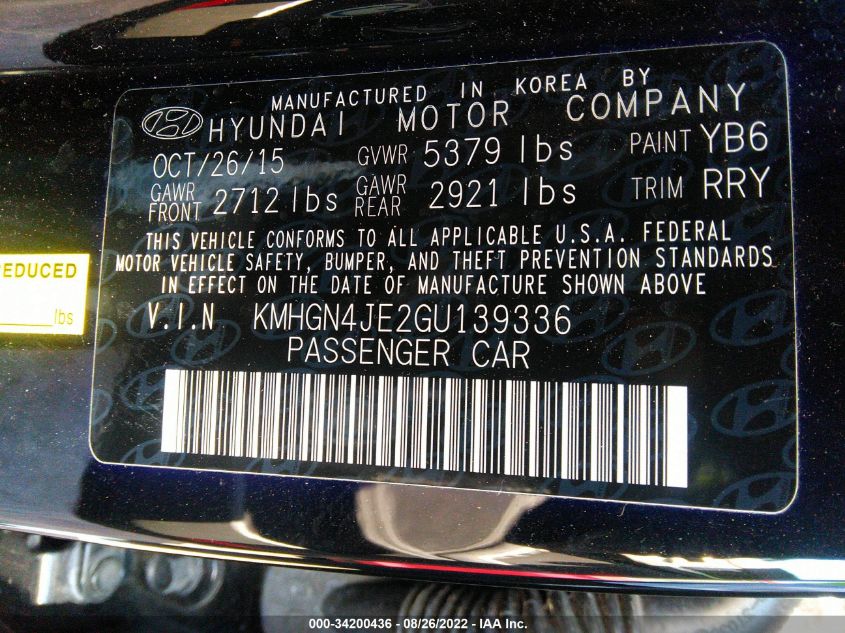 MANUFACTURED IN KOREA BY
HYUNDAI MOTOR COMPANY
OCT/26/15 GVWR 5379 lbs PAINT YB6
GAWR FRONT 2712 lbs GAWR REAR 2921 lbs TRIM RRY
THIS VEHICLE CONFORMS TO ALL APPLICABLE U.S.A. FEDERAL
MOTOR VEHICLE SAFETY, BUMPER, AND THEFT PREVENTION STANDARDS
IN EFFECT ON THE DATE OF MANUFACTURE SHOWN ABOVE
V.I.N KMHGN4JE2GU139336
PASSENGER CAR
REDUCED
lbs
000-34200436 - 08/26/2022 - IAA Inc.